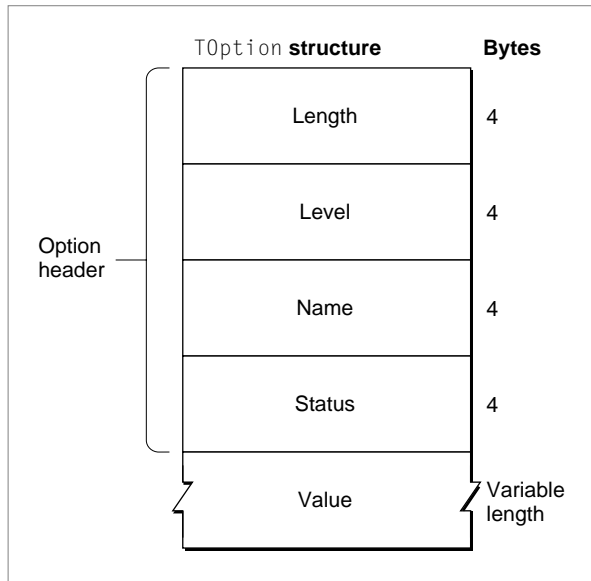 TOption structure Bytes
Length 4
Level 4
Option
header
Name 4
Status 4
Value
Variable
length